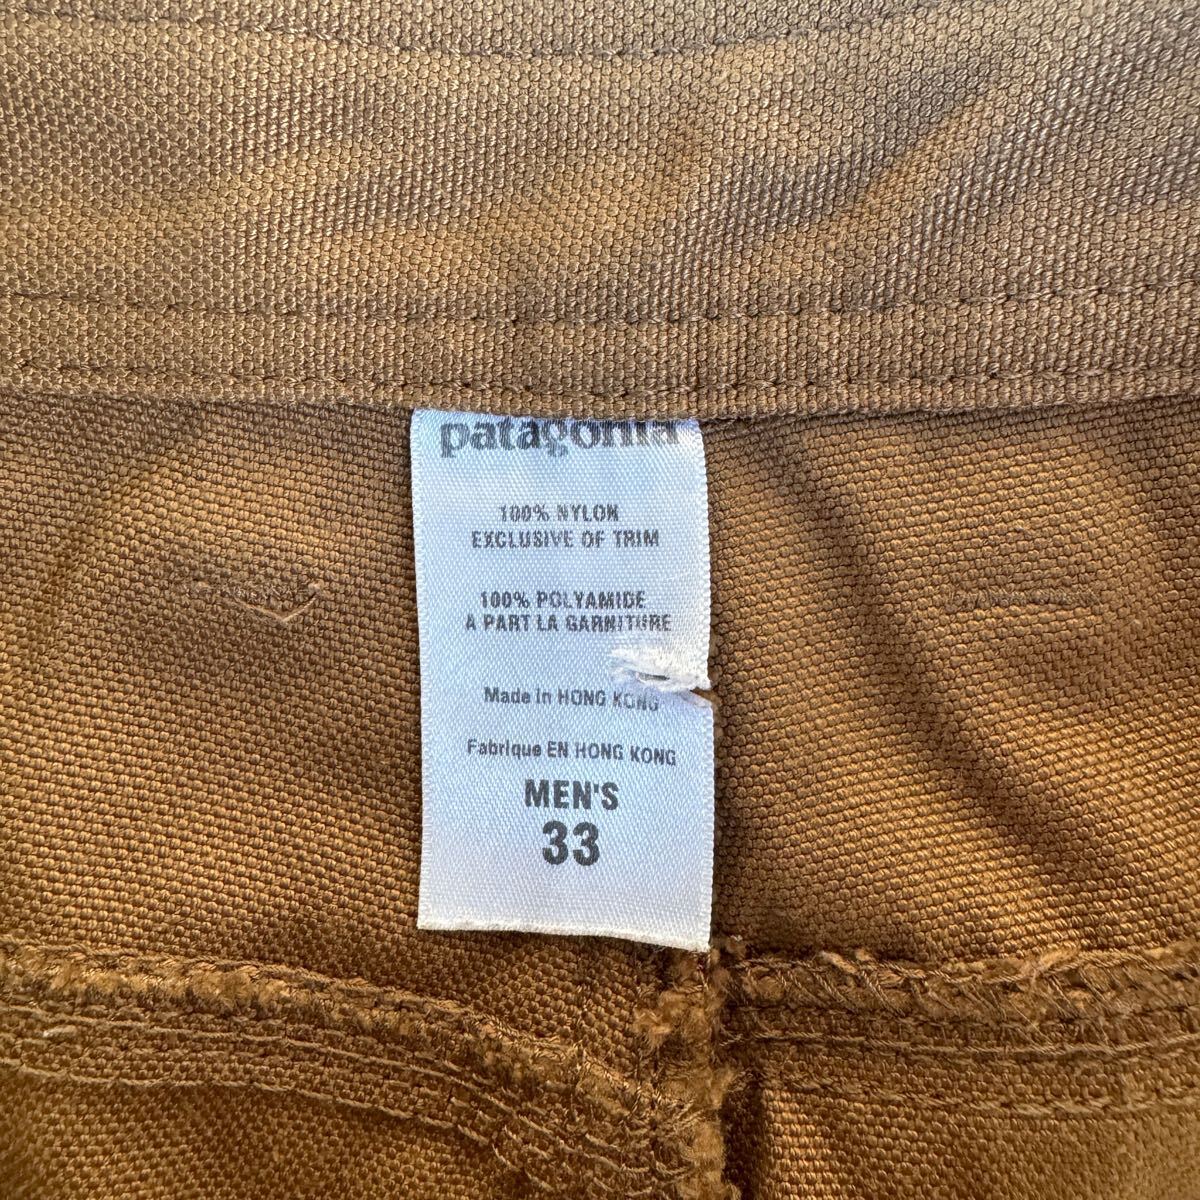 patagonia
100% NYLON
EXCLUSIVE OF TRIM
100% POLYAMIDE
A PART LA GARNITURE
Made in HONG KONG
Fabrique EN HONG KONG
MEN'S
33